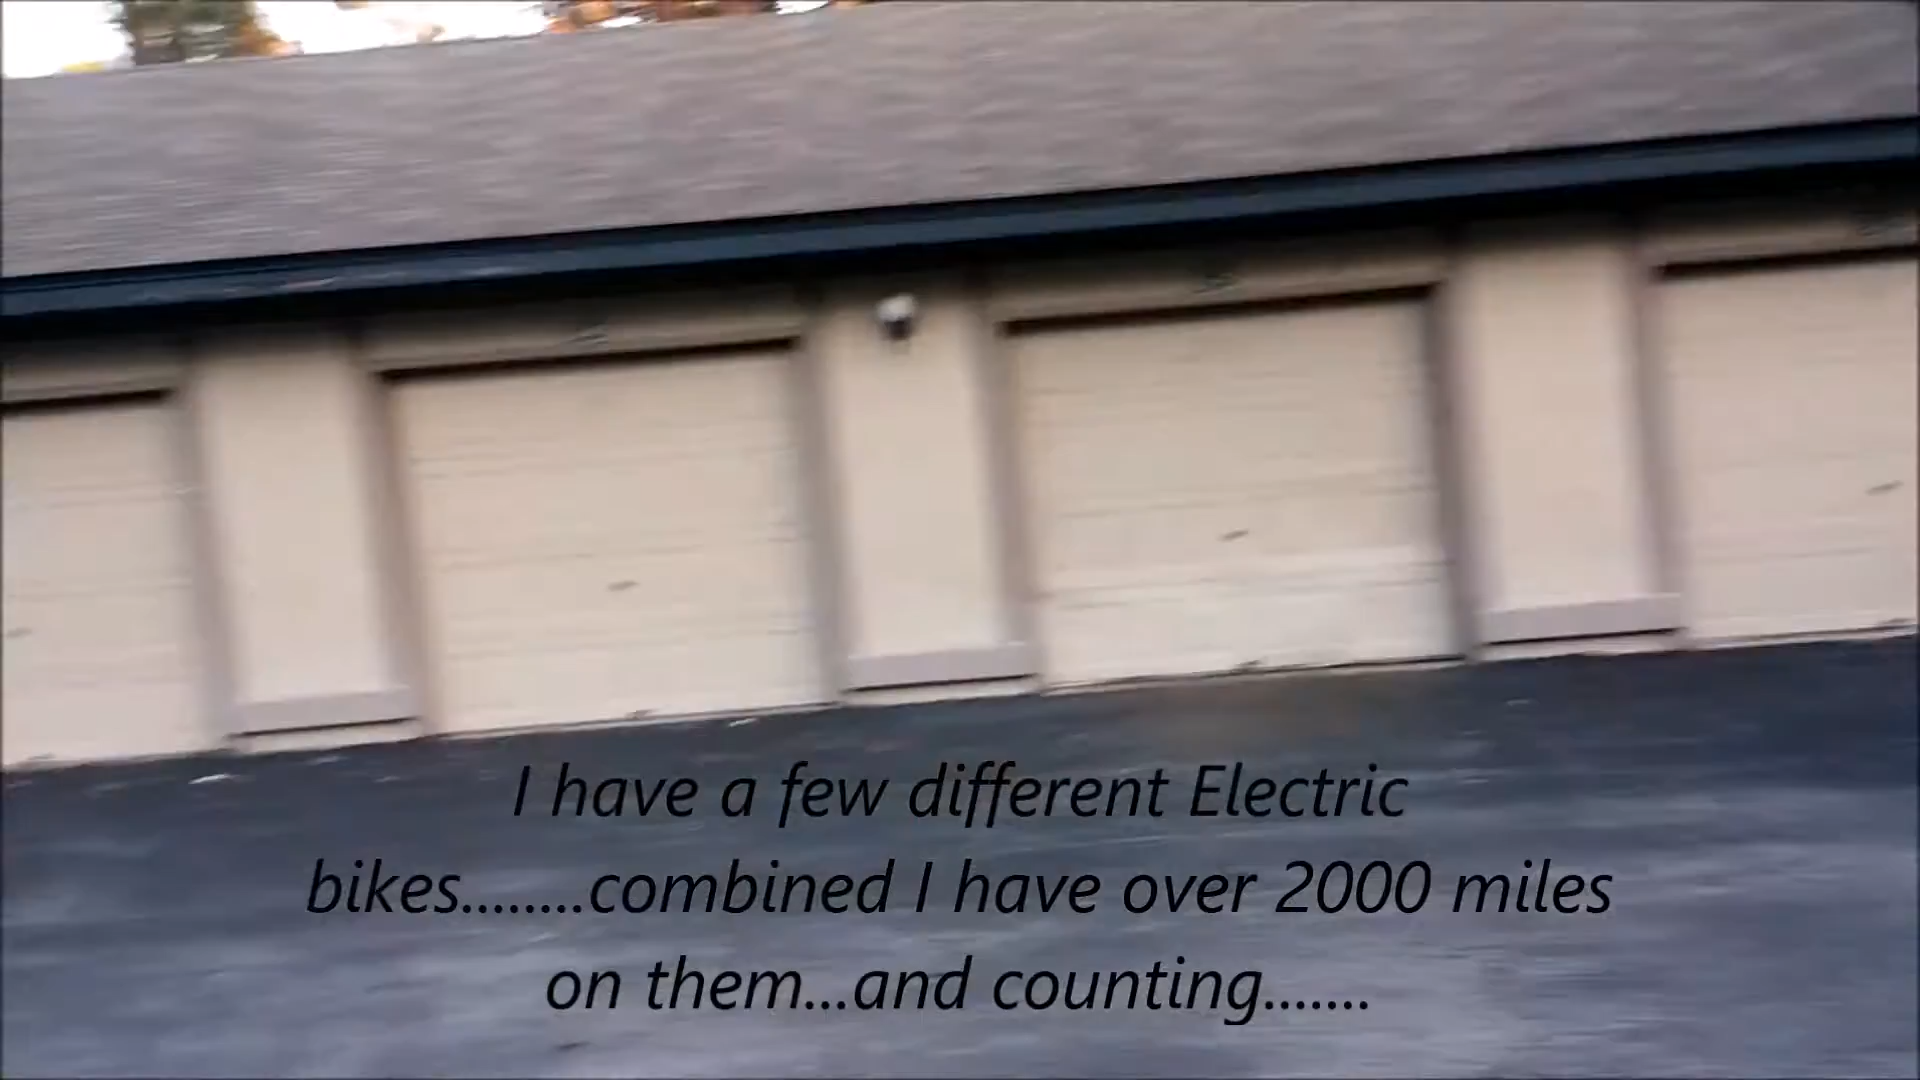 I have a few different Electric
bikes........combined I have over 2000 miles
on them...and counting.......